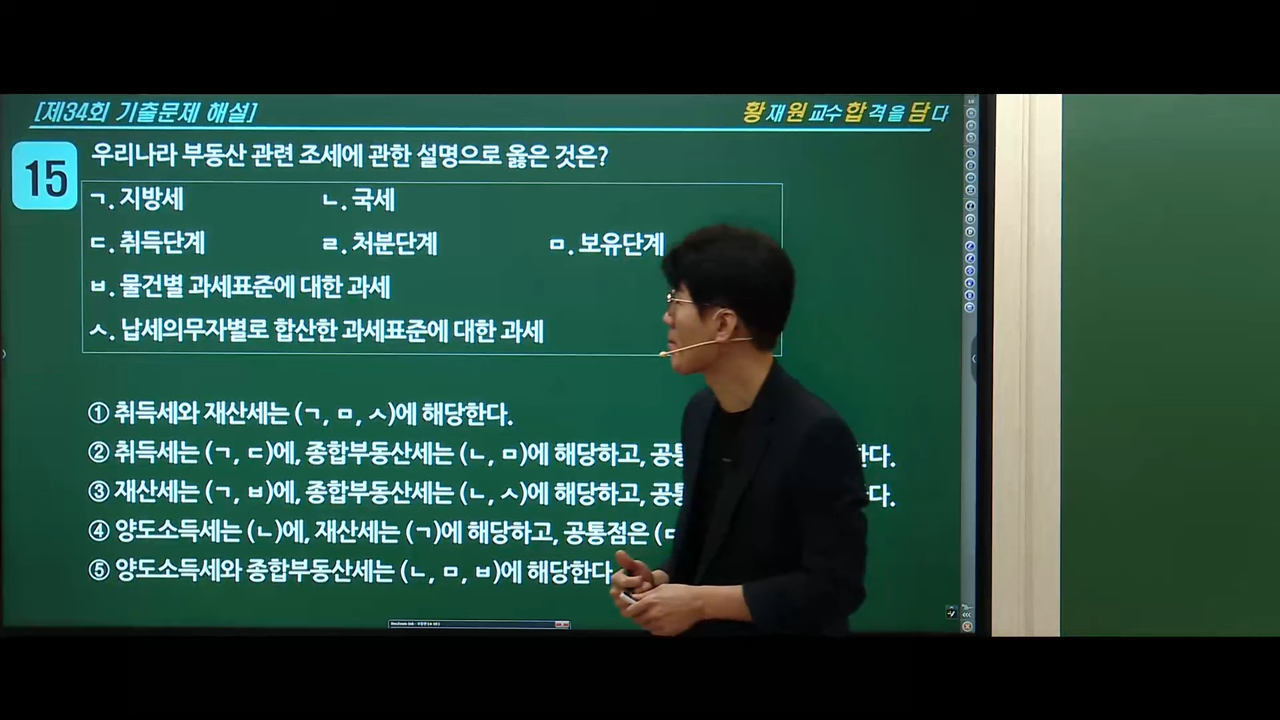 [제34회 기출문제 해설]
황재원교수합격을담다
15
우리나라 부동산 관련 조세에 관한 설명으로 옳은 것은?
ㄱ. 지방세 ㄴ. 국세
ㄷ. 취득단계 ㄹ. 처분단계 ㅁ. 보유단계
ㅂ. 물건별 과세표준에 대한 과세
ㅅ. 납세의무자별로 합산한 과세표준에 대한 과세
① 취득세와 재산세는 (ㄱ, ㅁ, ㅅ)에 해당한다.
② 취득세는 (ㄱ, ㄷ)에, 종합부동산세는 (ㄴ, ㅁ)에 해당하고, 공통 한다.
③ 재산세는 (ㄱ, ㅂ)에, 종합부동산세는 (ㄴ, ㅅ)에 해당하고, 공통 한다.
④ 양도소득세는 (ㄴ)에, 재산세는 (ㄱ)에 해당하고, 공통점은
⑤ 양도소득세와 종합부동산세는 (ㄴ, ㅁ, ㅂ)에 해당한다